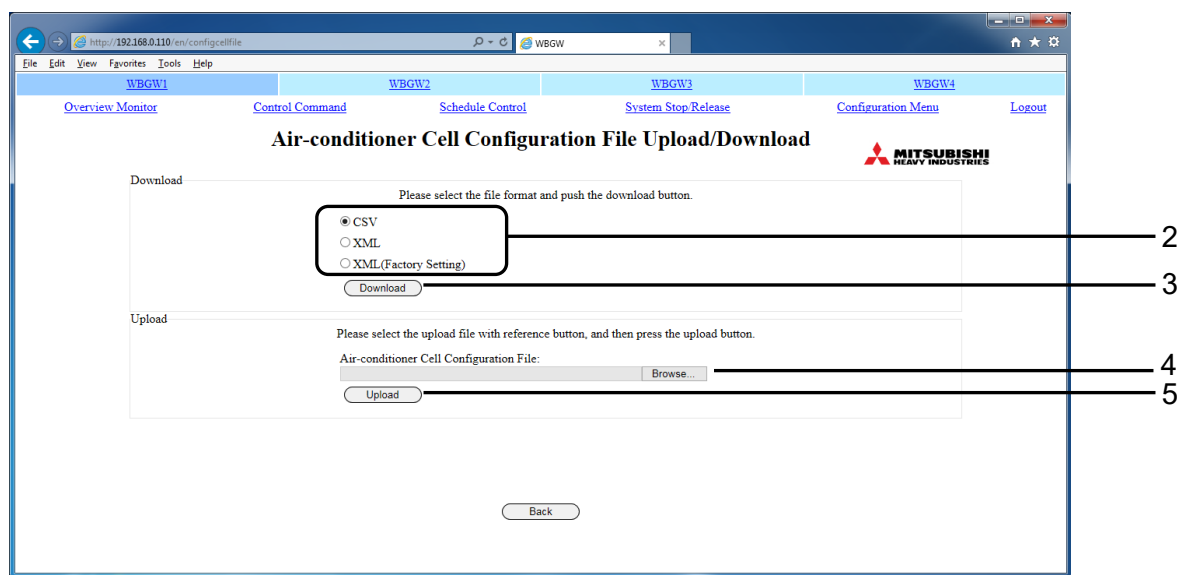 http://192.168.0.110/en/configcellfile
WBGW
File Edit View Favorites Tools Help
WBGW1 WBGW2 WBGW3 WBGW4
Overview Monitor Control Command Schedule Control System Stop/Release Configuration Menu Logout
Air-conditioner Cell Configuration File Upload/Download
MITSUBISHI
HEAVY INDUSTRIES
Download
Please select the file format and push the download button.
CSV
2
XML
XML(Factory Setting)
Download
3
Upload
Please select the upload file with reference button, and then press the upload button.
Air-conditioner Cell Configuration File:
Browse...
4
Upload
5
Back